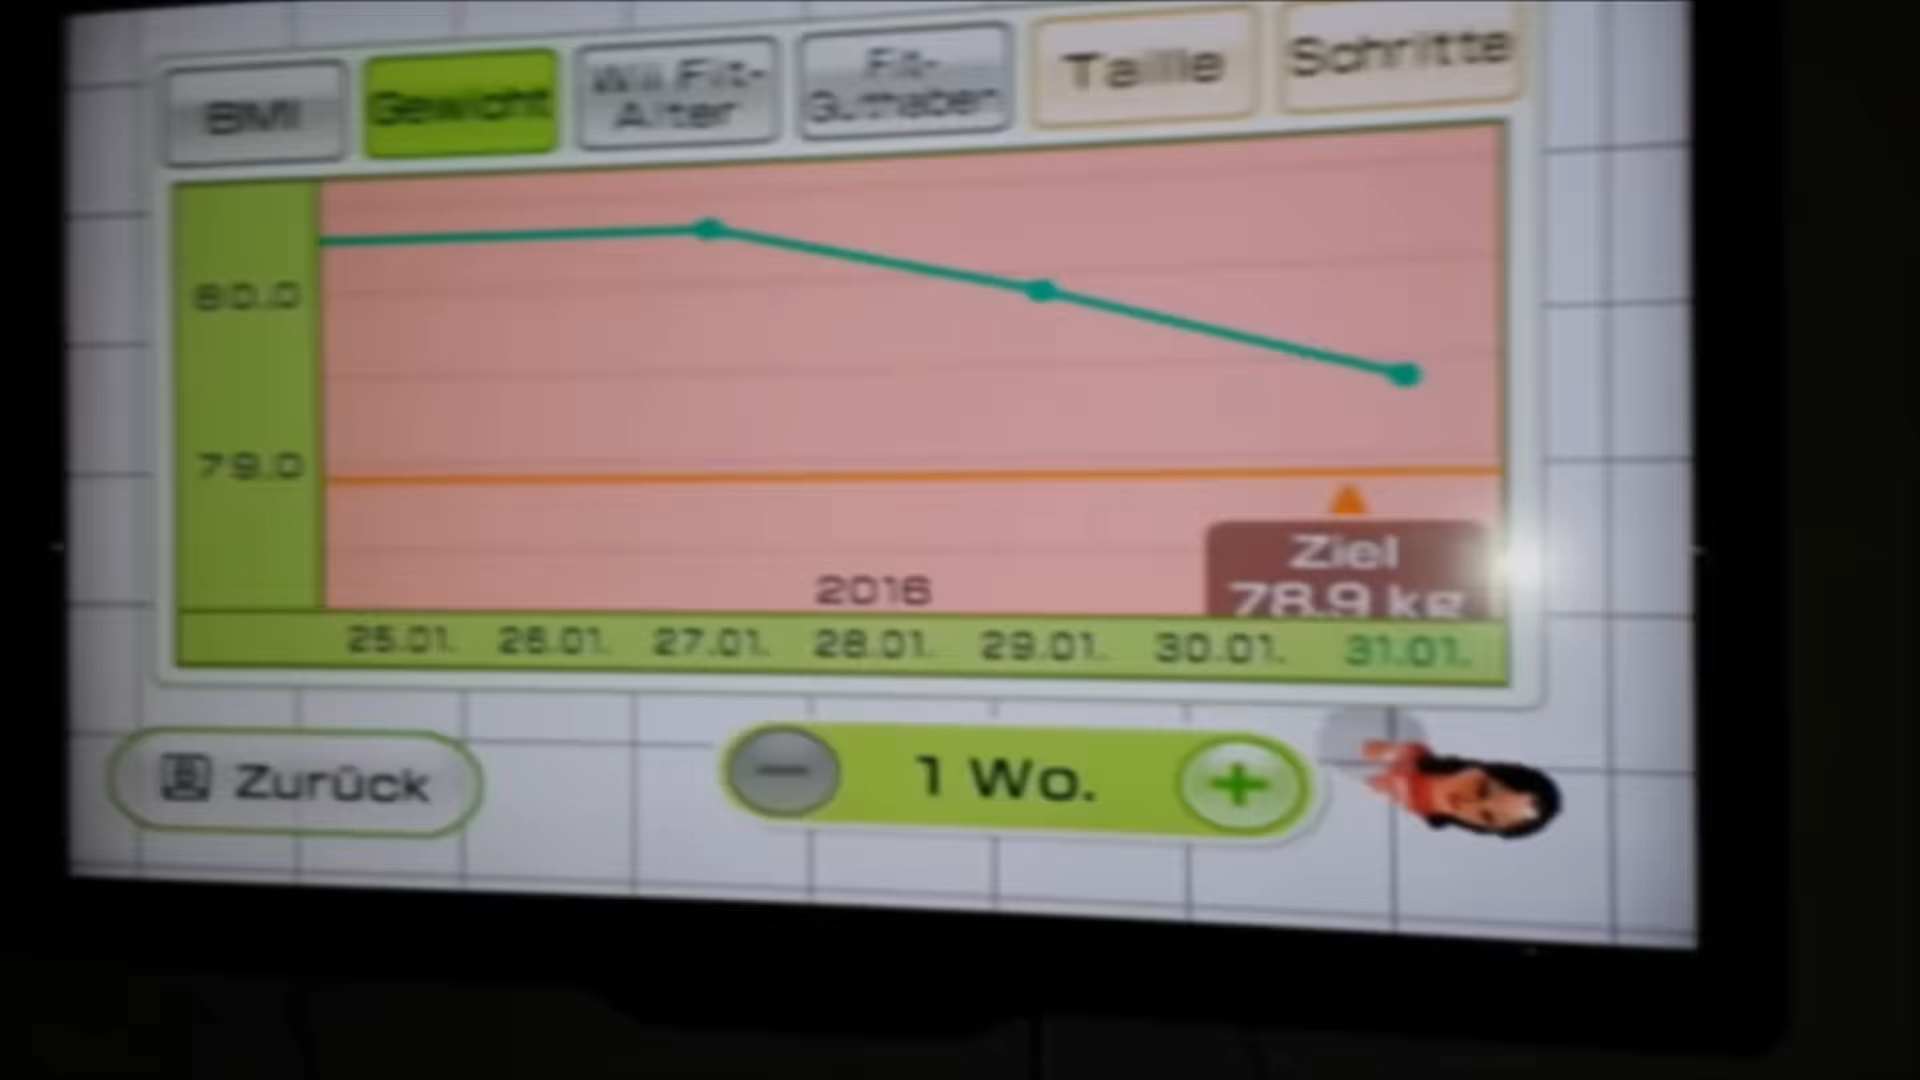 BMI
Gewicht
Wii Fit-
Alter
Fit-
Guthaben
Taille
Schritte
80.0
79.0
2016
Ziel
78.9 kg
25.01. 26.01. 27.01. 28.01. 29.01. 30.01. 31.01.
B Zurück
− 1 Wo. +